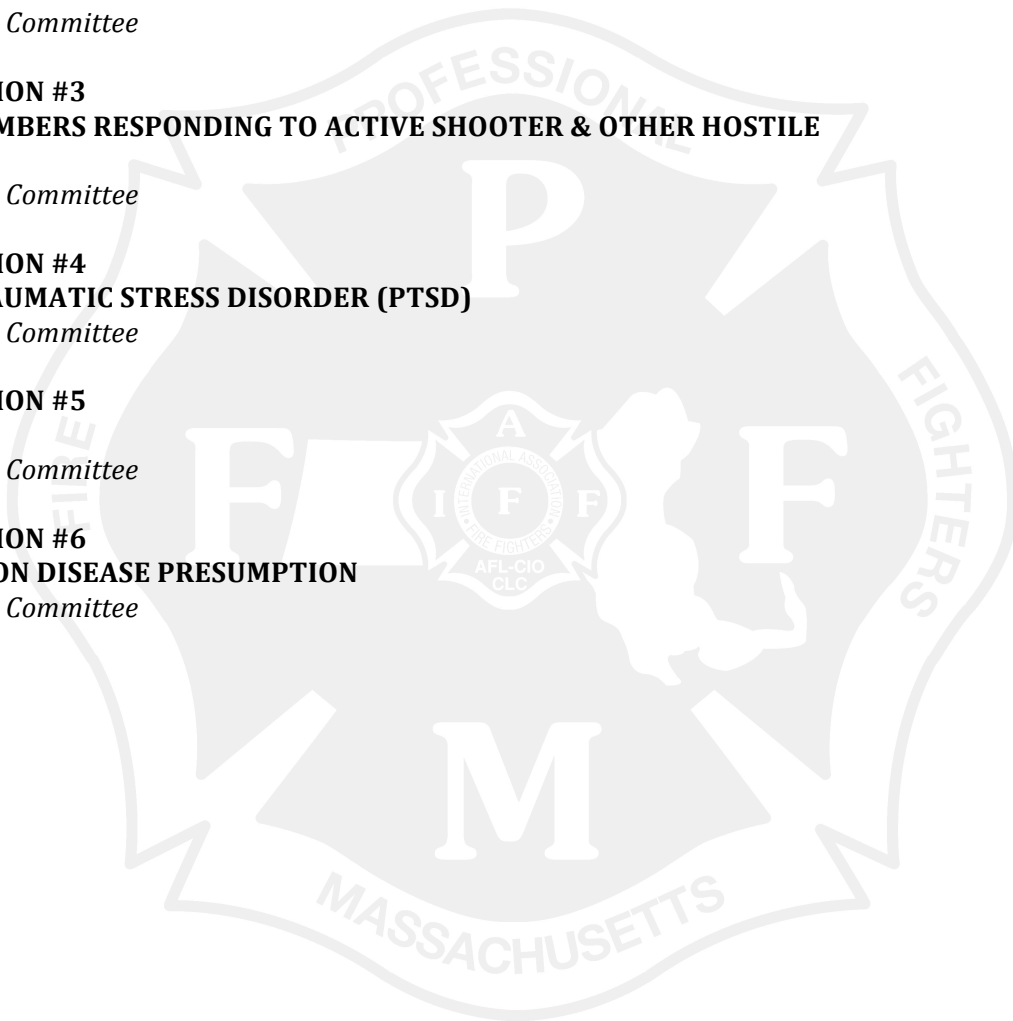 Committee
ION #3
MBERS RESPONDING TO ACTIVE SHOOTER & OTHER HOSTILE
Committee
ION #4
AUMATIC STRESS DISORDER (PTSD)
Committee
ION #5
Committee
ION #6
ON DISEASE PRESUMPTION
Committee
PROFESSIONAL
FIRE
FIGHTERS
MASSACHUSETTS
P
F
F
M
A
I
F
F
INTERNATIONAL ASSOCIATION
FIRE FIGHTERS
AFL-CIO
CLC